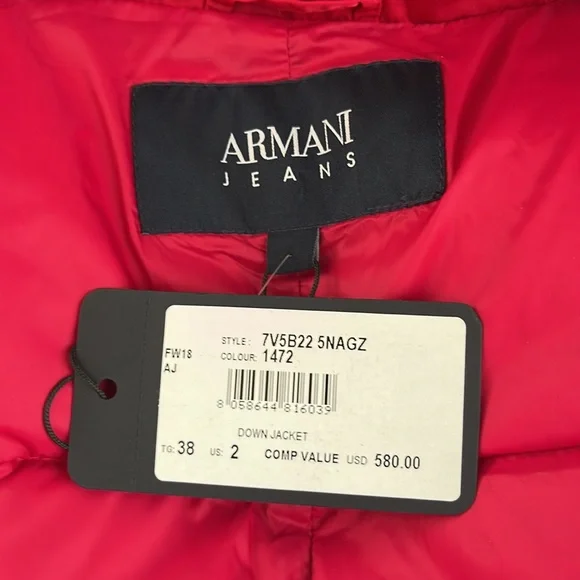 ARMANI
JEANS
STYLE: 7V5B22 5NAGZ
FW18 COLOUR: 1472
AJ
8 058644 816039
DOWN JACKET
TG: 38 US: 2 COMP VALUE USD 580.00